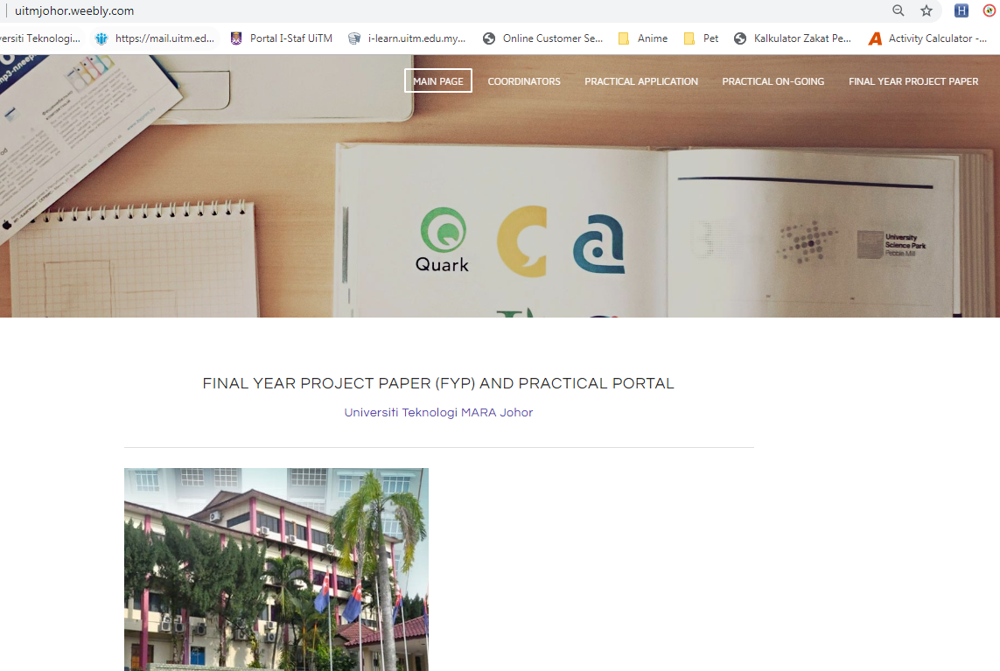 uitmjohor.weebly.com
ersiti Teknologi... https://mail.uitm.ed... Portal I-Staf UiTM i-learn.uitm.edu.my... Online Customer Se... Anime Pet Kalkulator Zakat Pe... Activity Calculator -...
MAIN PAGE COORDINATORS PRACTICAL APPLICATION PRACTICAL ON-GOING FINAL YEAR PROJECT PAPER
Quark
University
Science Park
Pebble Mill
FINAL YEAR PROJECT PAPER (FYP) AND PRACTICAL PORTAL
Universiti Teknologi MARA Johor